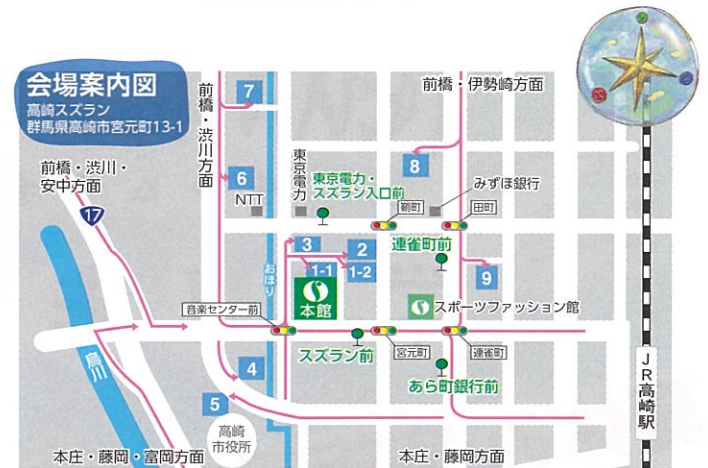 会場案内図
高崎スズラン
群馬県高崎市宮元町13-1
前橋・渋川・
安中方面
17
前橋・渋川方面
7
6
NTT
東京電力
東京電力・
スズラン入口前
前橋・伊勢崎方面
8
みずほ銀行
鞘町
田町
連雀町前
3
2
1-1
1-2
9
おほり
本館
スポーツファッション館
音楽センター前
スズラン前
宮元町
連雀町
あら町銀行前
烏川
4
5
高崎
市役所
本庄・藤岡・富岡方面
本庄・藤岡方面
JR高崎駅